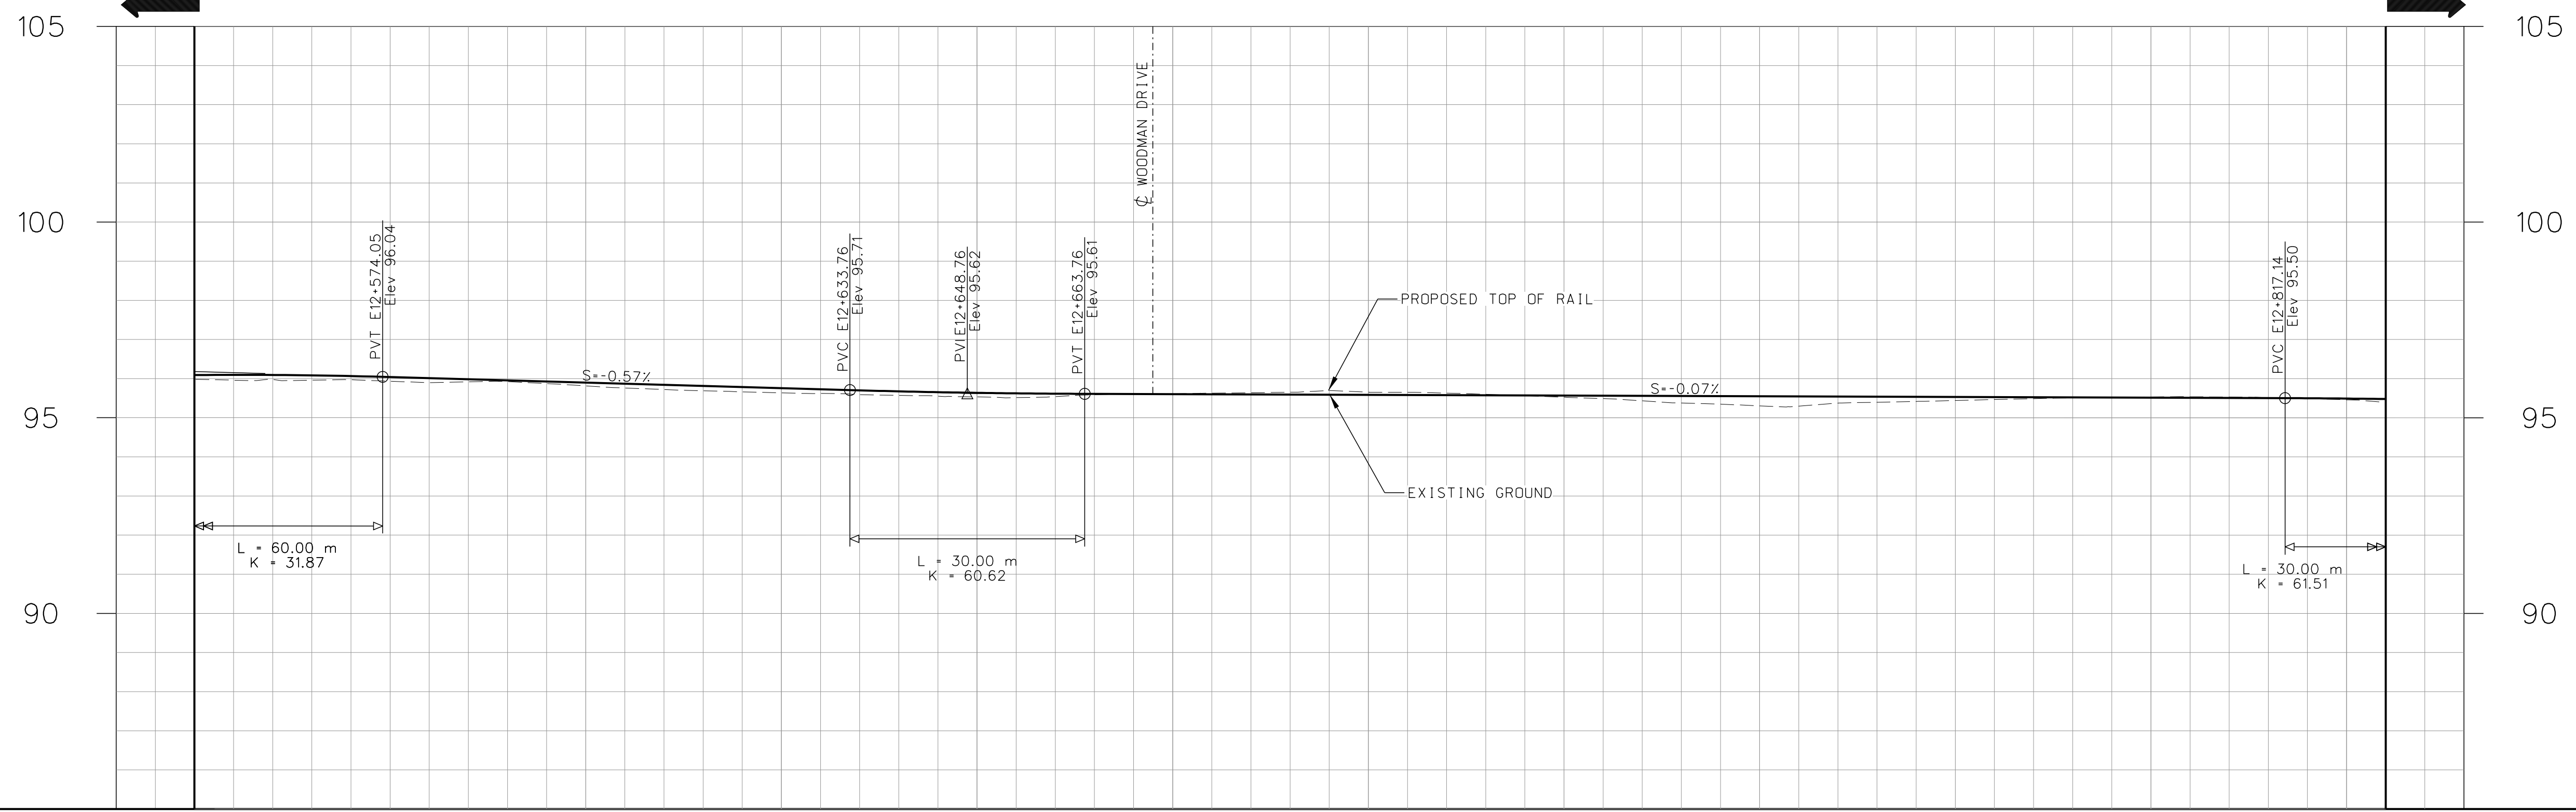 105
105
℄ WOODMAN DRIVE
100
100
PVT E12+574.05
Elev 96.04
PVC E12+633.76
Elev 95.71
PVI E12+648.76
Elev 95.62
PVT E12+663.76
Elev 95.61
PVC E12+817.14
Elev 95.50
PROPOSED TOP OF RAIL
S=-0.57%
S=-0.07%
95
95
EXISTING GROUND
L = 60.00 m
K = 31.87
L = 30.00 m
K = 60.62
L = 30.00 m
K = 61.51
90
90